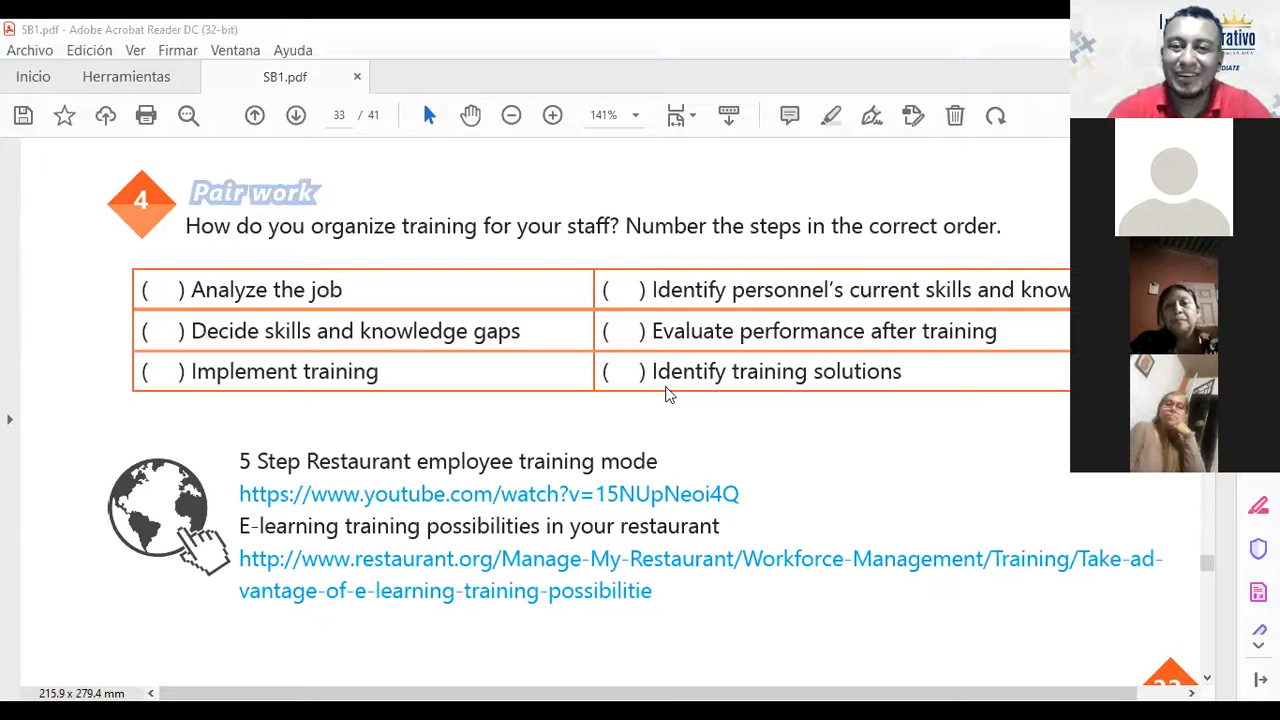 SB1.pdf - Adobe Acrobat Reader DC (32-bit)
Archivo Edición Ver Firmar Ventana Ayuda
Inicio Herramientas SB1.pdf ×
33 / 41 141%
4 Pair work
How do you organize training for your staff? Number the steps in the correct order.
( ) Analyze the job
( ) Identify personnel's current skills and know
( ) Decide skills and knowledge gaps
( ) Evaluate performance after training
( ) Implement training
( ) Identify training solutions
5 Step Restaurant employee training mode
https://www.youtube.com/watch?v=15NUpNeoi4Q
E-learning training possibilities in your restaurant
http://www.restaurant.org/Manage-My-Restaurant/Workforce-Management/Training/Take-ad-
vantage-of-e-learning-training-possibilitie
215.9 x 279.4 mm